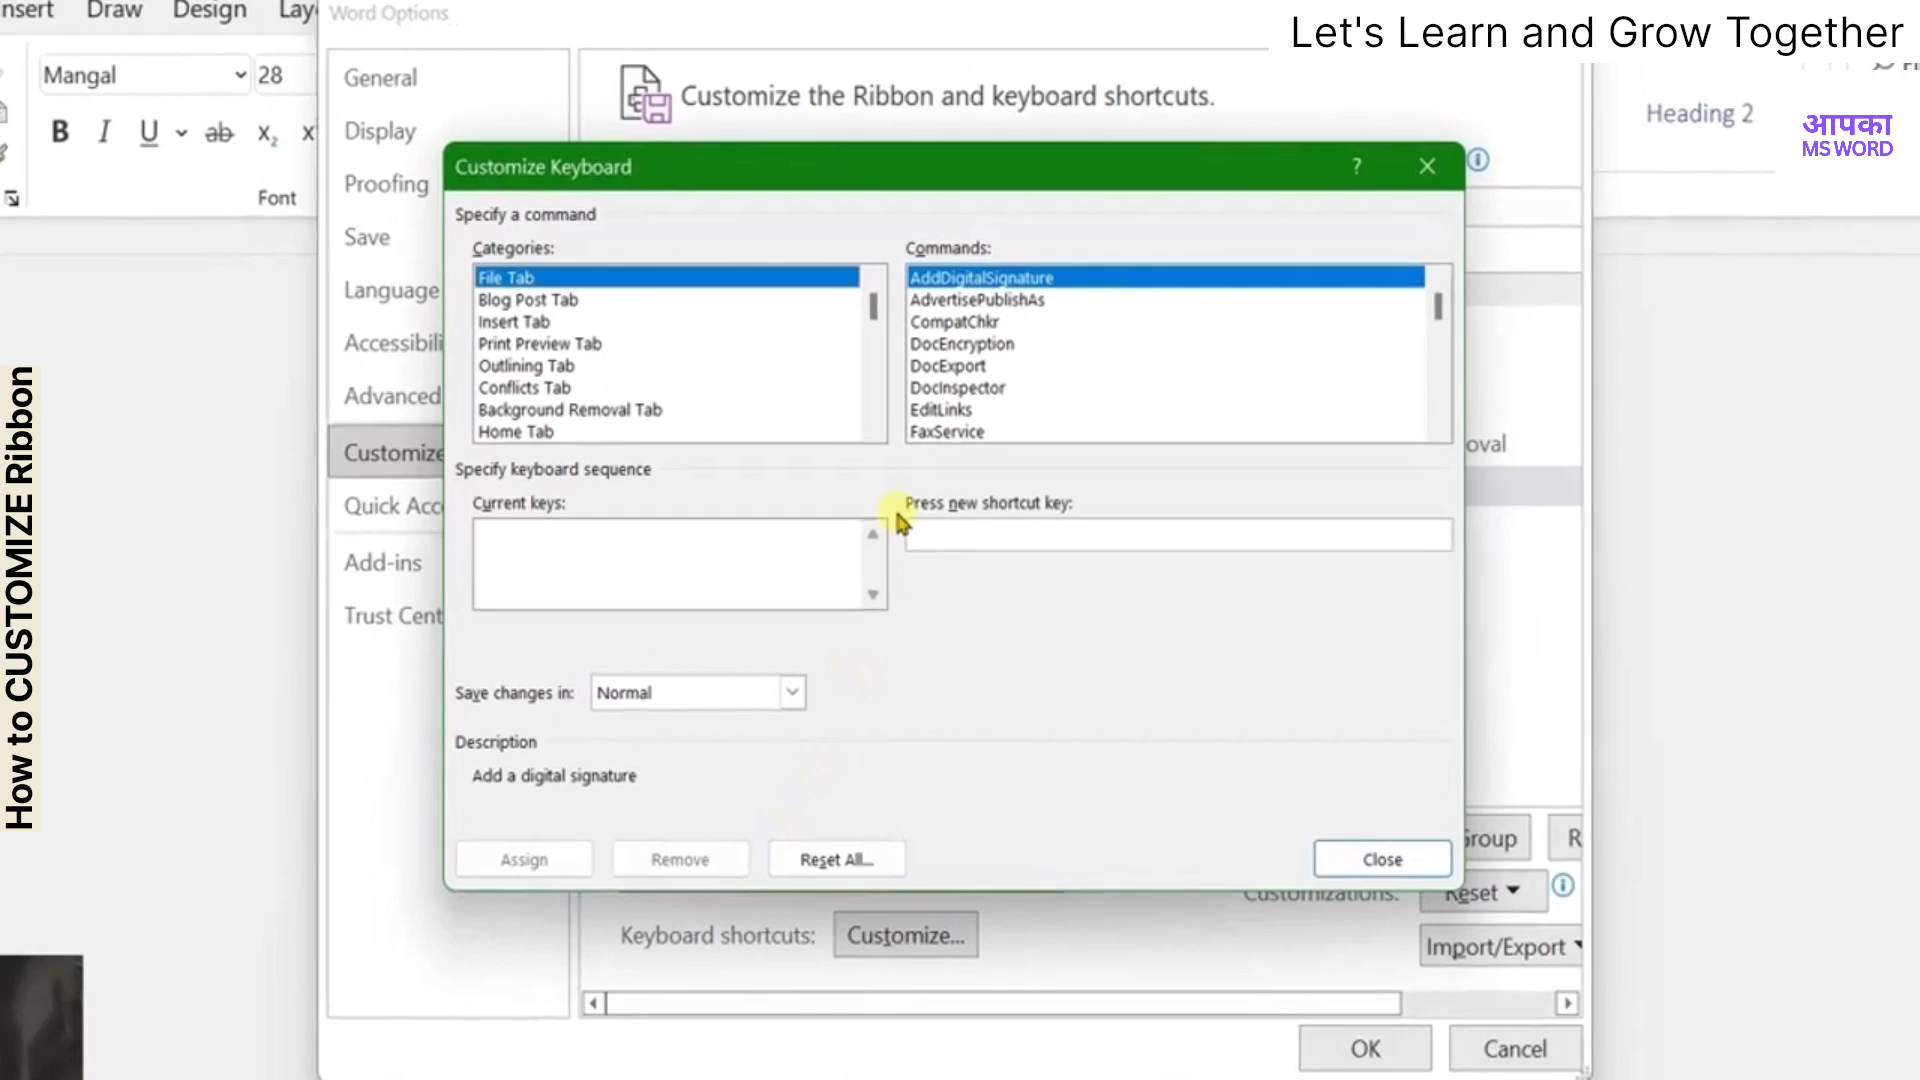 Insert Draw Design
Word Options
Let's Learn and Grow Together
Mangal 28
B I U ab X₂
Font
General
Display
Proofing
Save
Language
Advanced
Customize
Add-ins
Customize the Ribbon and keyboard shortcuts.
Heading 2
आपका
MS WORD
Customize Keyboard
?
Specify a command
Categories:
File Tab
Blog Post Tab
Insert Tab
Print Preview Tab
Outlining Tab
Conflicts Tab
Background Removal Tab
Home Tab
Commands:
AddDigitalSignature
AdvertisePublishAs
CompatChkr
DocEncryption
DocExport
DocInspector
EditLinks
FaxService
Specify keyboard sequence
Current keys:
Press new shortcut key:
Save changes in: Normal
Description
Add a digital signature
Assign Remove Reset All... Close
Customizations: Reset
Keyboard shortcuts: Customize...
Import/Export
OK Cancel
How to CUSTOMIZE Ribbon